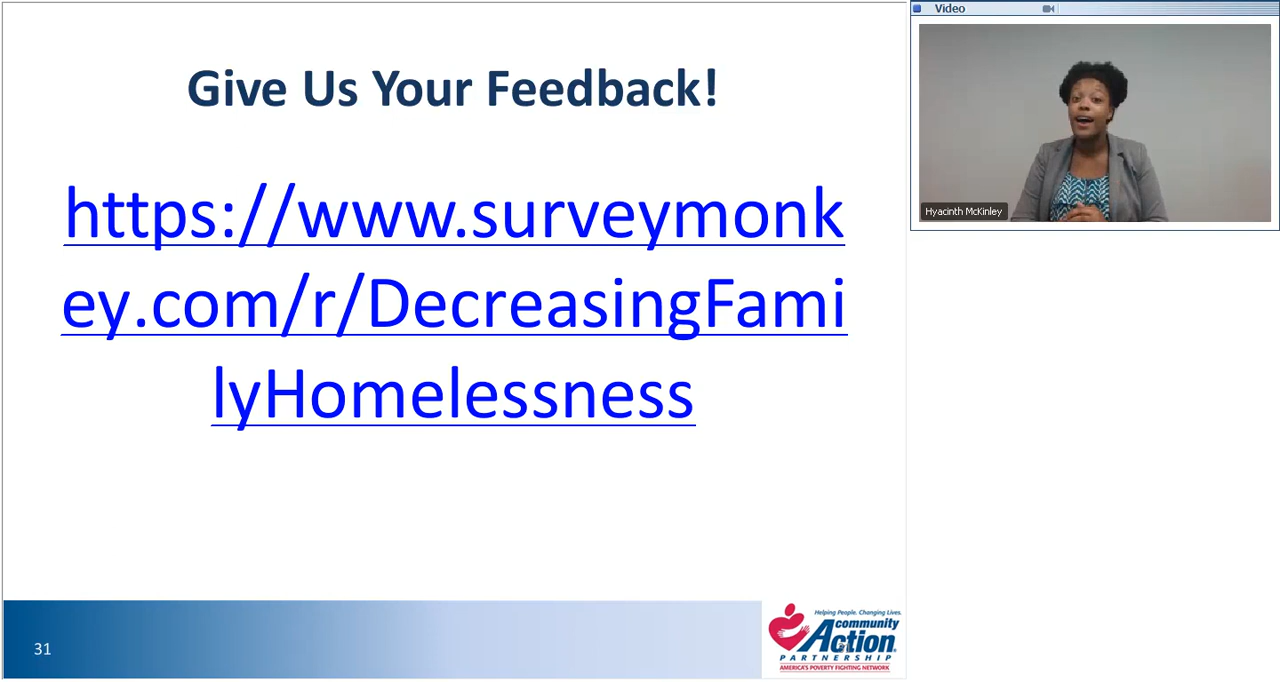 Give Us Your Feedback!
https://www.surveymonk
ey.com/r/DecreasingFami
lyHomelessness
31
Helping People. Changing Lives.
community
Action
PARTNERSHIP
AMERICA'S POVERTY FIGHTING NETWORK
Video
Hyacinth McKinley